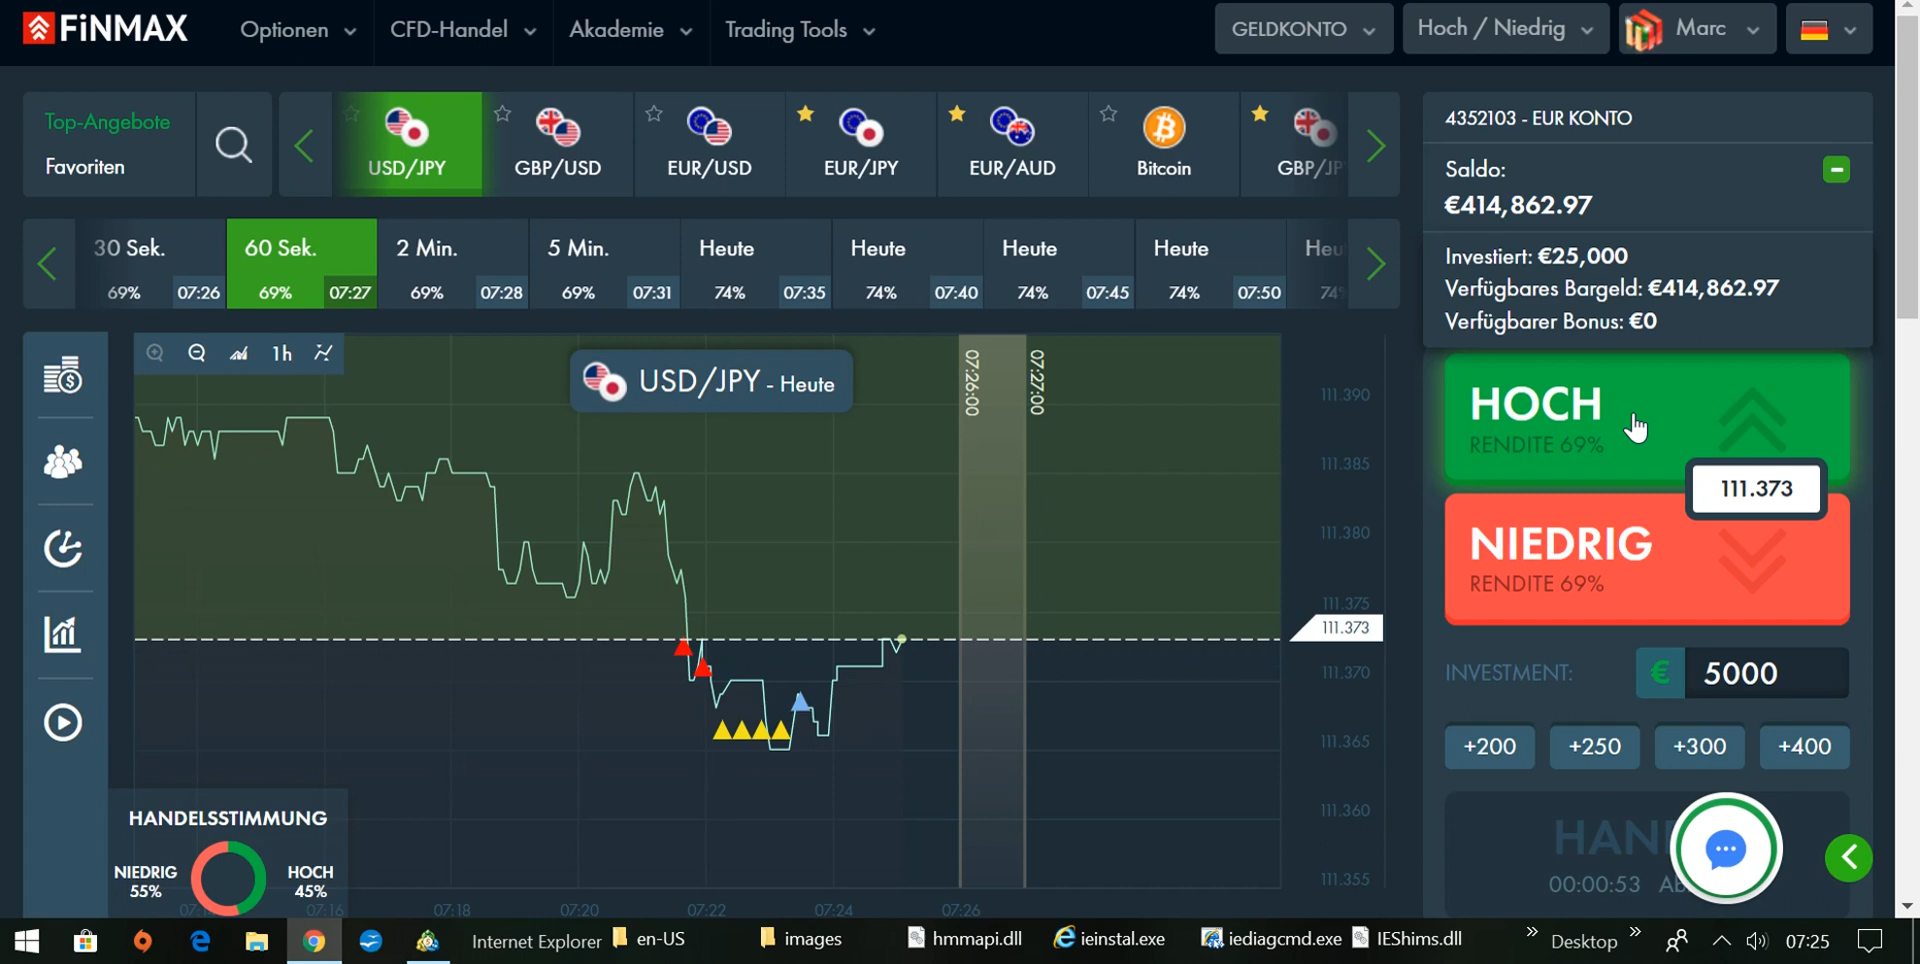 FiNMAX
Optionen
CFD-Handel
Akademie
Trading Tools
GELDKONTO
Hoch / Niedrig
Marc
Top-Angebote
Favoriten
USD/JPY
GBP/USD
EUR/USD
EUR/JPY
EUR/AUD
Bitcoin
4352103 - EUR KONTO
Saldo:
€414,862.97
Investiert: €25,000
Verfügbares Bargeld: €414,862.97
Verfügbarer Bonus: €0
30 Sek.
69% 07:26
60 Sek.
69% 07:27
2 Min.
69% 07:28
5 Min.
69% 07:31
Heute
74% 07:35
Heute
74% 07:40
Heute
74% 07:45
Heute
74% 07:50
1h
USD/JPY - Heute
07:26:00
07:27:00
111.390
111.385
111.380
111.375
111.373
111.370
111.365
111.360
111.355
HOCH
RENDITE 69%
111.373
NIEDRIG
RENDITE 69%
INVESTMENT: € 5000
+200 +250 +300 +400
00:00:53
HANDELSSTIMMUNG
NIEDRIG
55%
HOCH
45%
07:16
07:18
07:20
07:22
07:24
07:26
Internet Explorer
en-US
images
hmmapi.dll
ieinstal.exe
iediagcmd.exe
IEShims.dll
Desktop
07:25